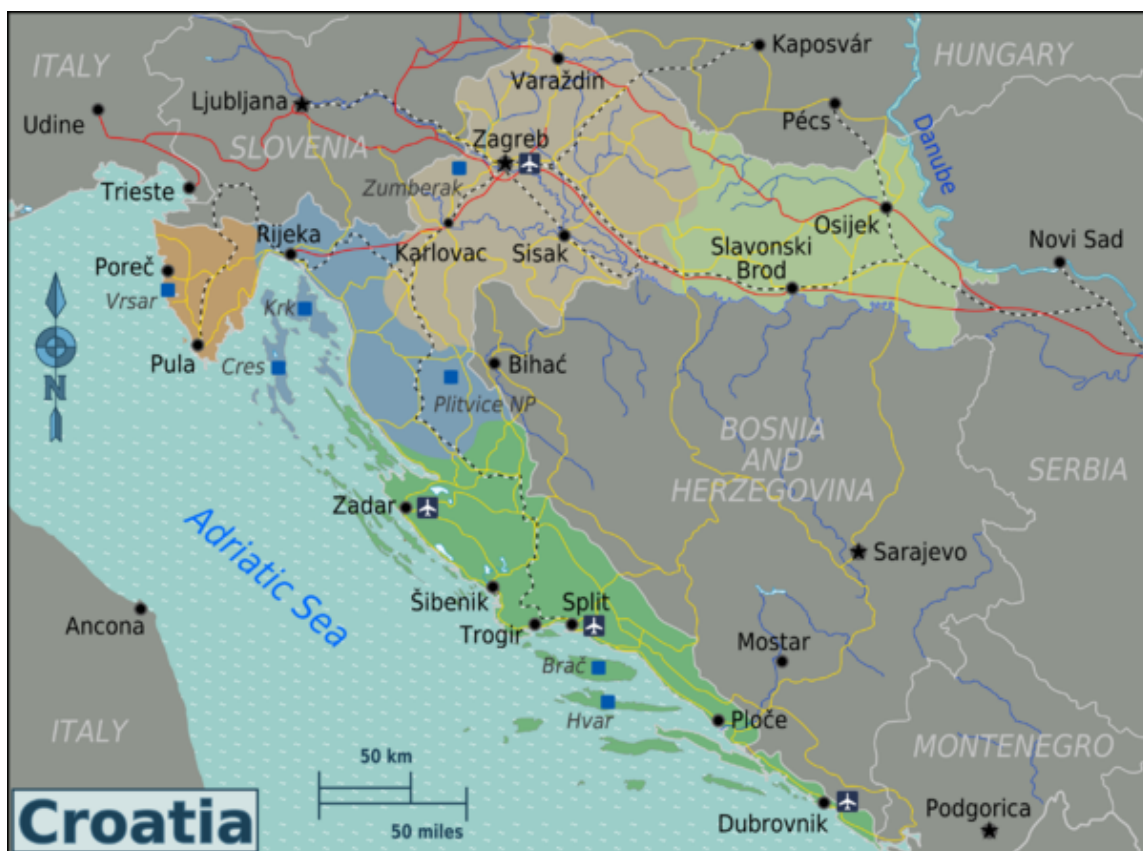 Kaposvár
HUNGARY
ITALY
Varaždin
Ljubljana
Udine
Pécs
SLOVENIA
Zagreb
Danube
Zumberak
Trieste
Rijeka
Karlovac
Sisak
Osijek
Slavonski
Brod
Novi Sad
Poreč
Vrsar
Krk
Pula
Cres
Bihać
Plitvice NP
BOSNIA
AND
HERZEGOVINA
SERBIA
Zadar
Adriatic Sea
Sarajevo
Šibenik
Split
Trogir
Ancona
Mostar
Brač
Hvar
Ploče
ITALY
MONTENEGRO
50 km
50 miles
Dubrovnik
Podgorica
Croatia
N